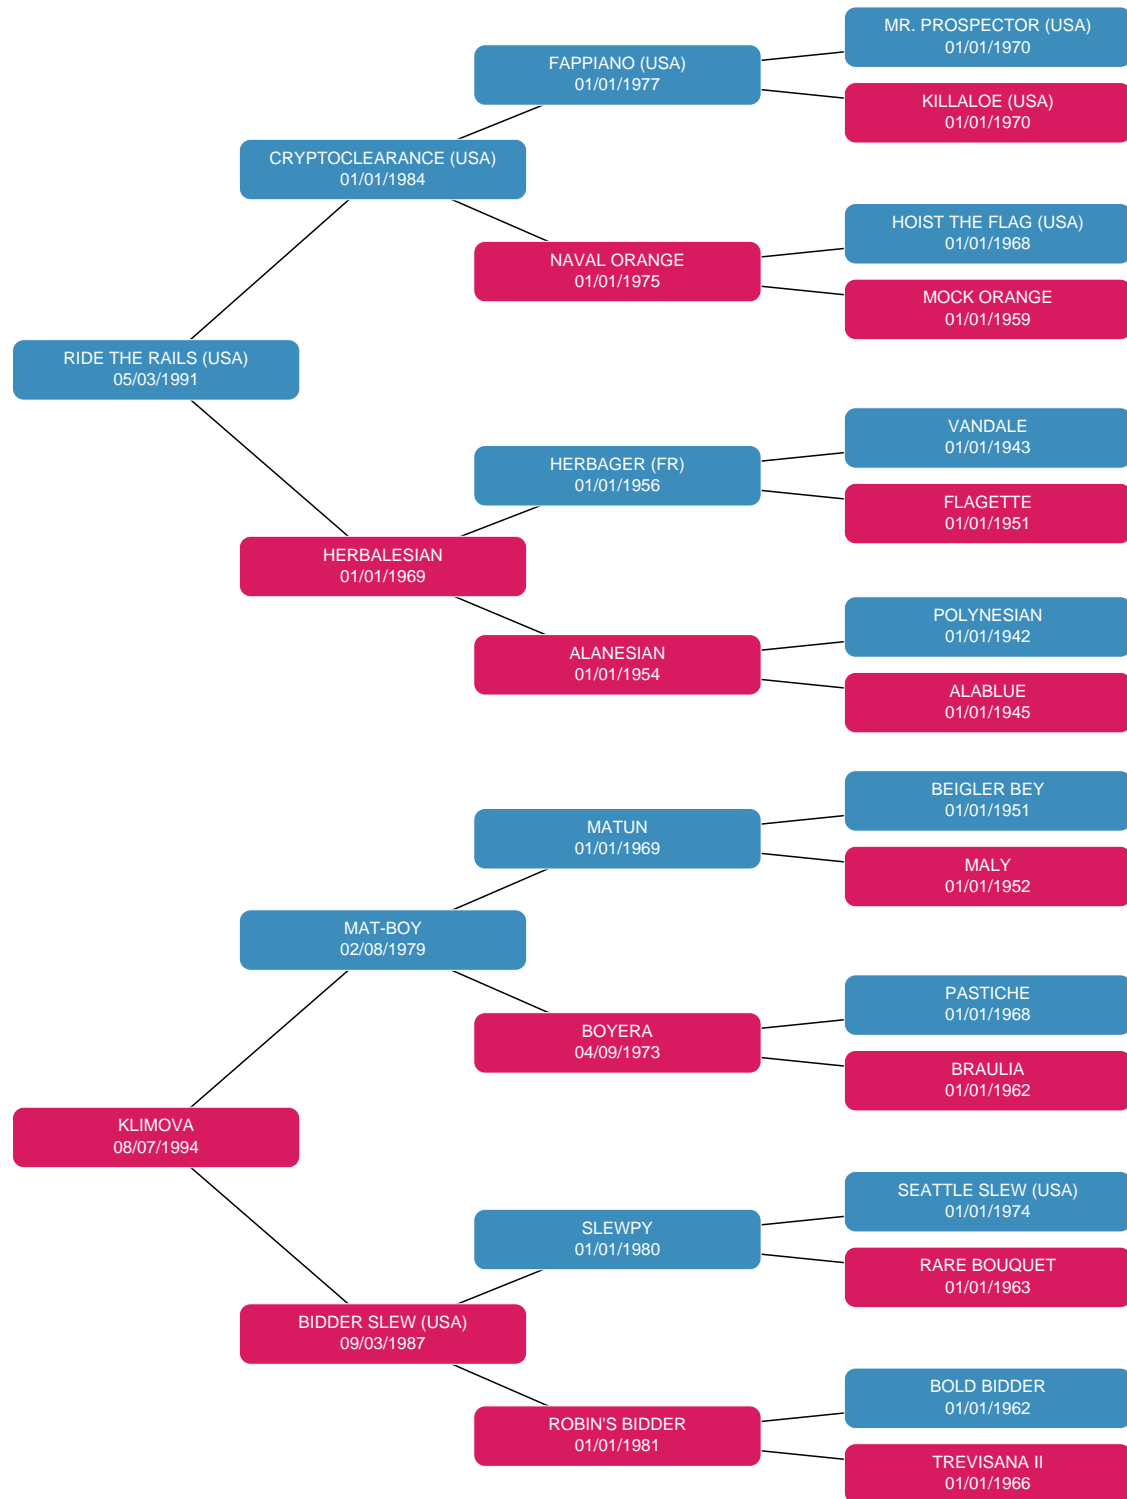 MR. PROSPECTOR (USA)
01/01/1970
FAPPIANO (USA)
01/01/1977
KILLALOE (USA)
01/01/1970
CRYPTOCLEARANCE (USA)
01/01/1984
HOIST THE FLAG (USA)
01/01/1968
NAVAL ORANGE
01/01/1975
MOCK ORANGE
01/01/1959
RIDE THE RAILS (USA)
05/03/1991
VANDALE
01/01/1943
HERBAGER (FR)
01/01/1956
FLAGETTE
01/01/1951
HERBALESIAN
01/01/1969
POLYNESIAN
01/01/1942
ALANESIAN
01/01/1954
ALABLUE
01/01/1945
BEIGLER BEY
01/01/1951
MATUN
01/01/1969
MALY
01/01/1952
MAT-BOY
02/08/1979
PASTICHE
01/01/1968
BOYERA
04/09/1973
BRAULIA
01/01/1962
KLIMOVA
08/07/1994
SEATTLE SLEW (USA)
01/01/1974
SLEWPY
01/01/1980
RARE BOUQUET
01/01/1963
BIDDER SLEW (USA)
09/03/1987
BOLD BIDDER
01/01/1962
ROBIN'S BIDDER
01/01/1981
TREVISANA II
01/01/1966